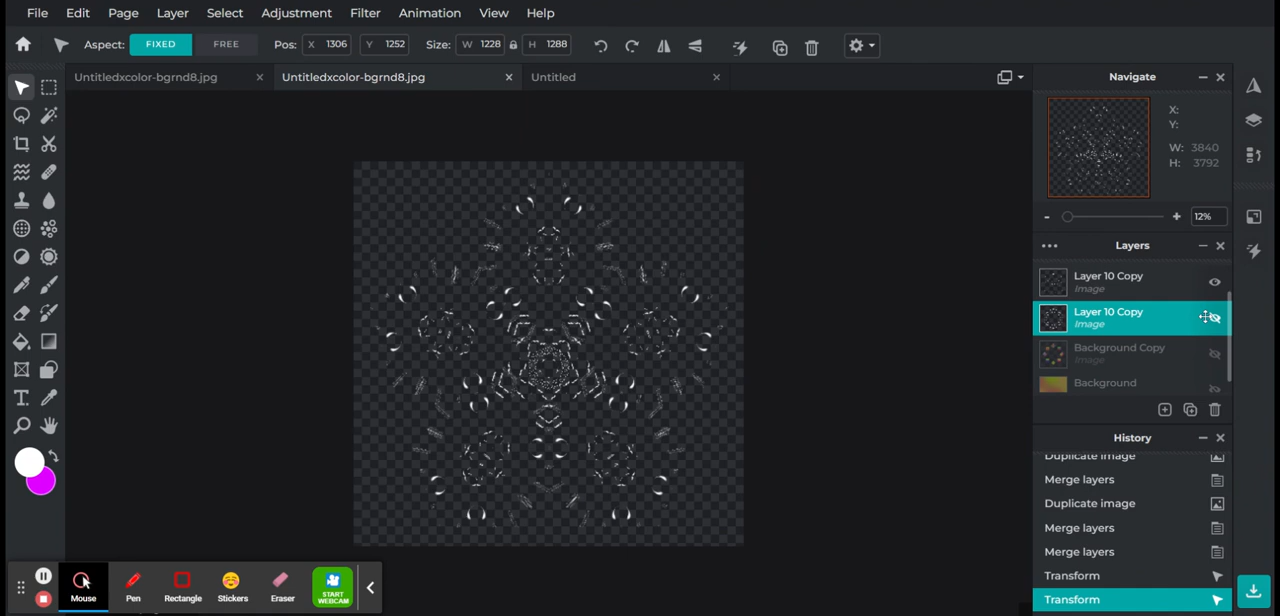 File Edit Page Layer Select Adjustment Filter Animation View Help
Aspect: FIXED FREE Pos: X 1306 Y 1252 Size: W 1228 H 1288
Untitledxcolor-bgrnd8.jpg Untitledxcolor-bgrnd8.jpg Untitled
Navigate
X:
Y:
W: 3840
H: 3792
12%
Layers
Layer 10 Copy
Image
Layer 10 Copy
Image
Background Copy
Image
Background
History
Duplicate image
Merge layers
Duplicate image
Merge layers
Merge layers
Transform
Transform
Mouse Pen Rectangle Stickers Eraser START WEBCAM